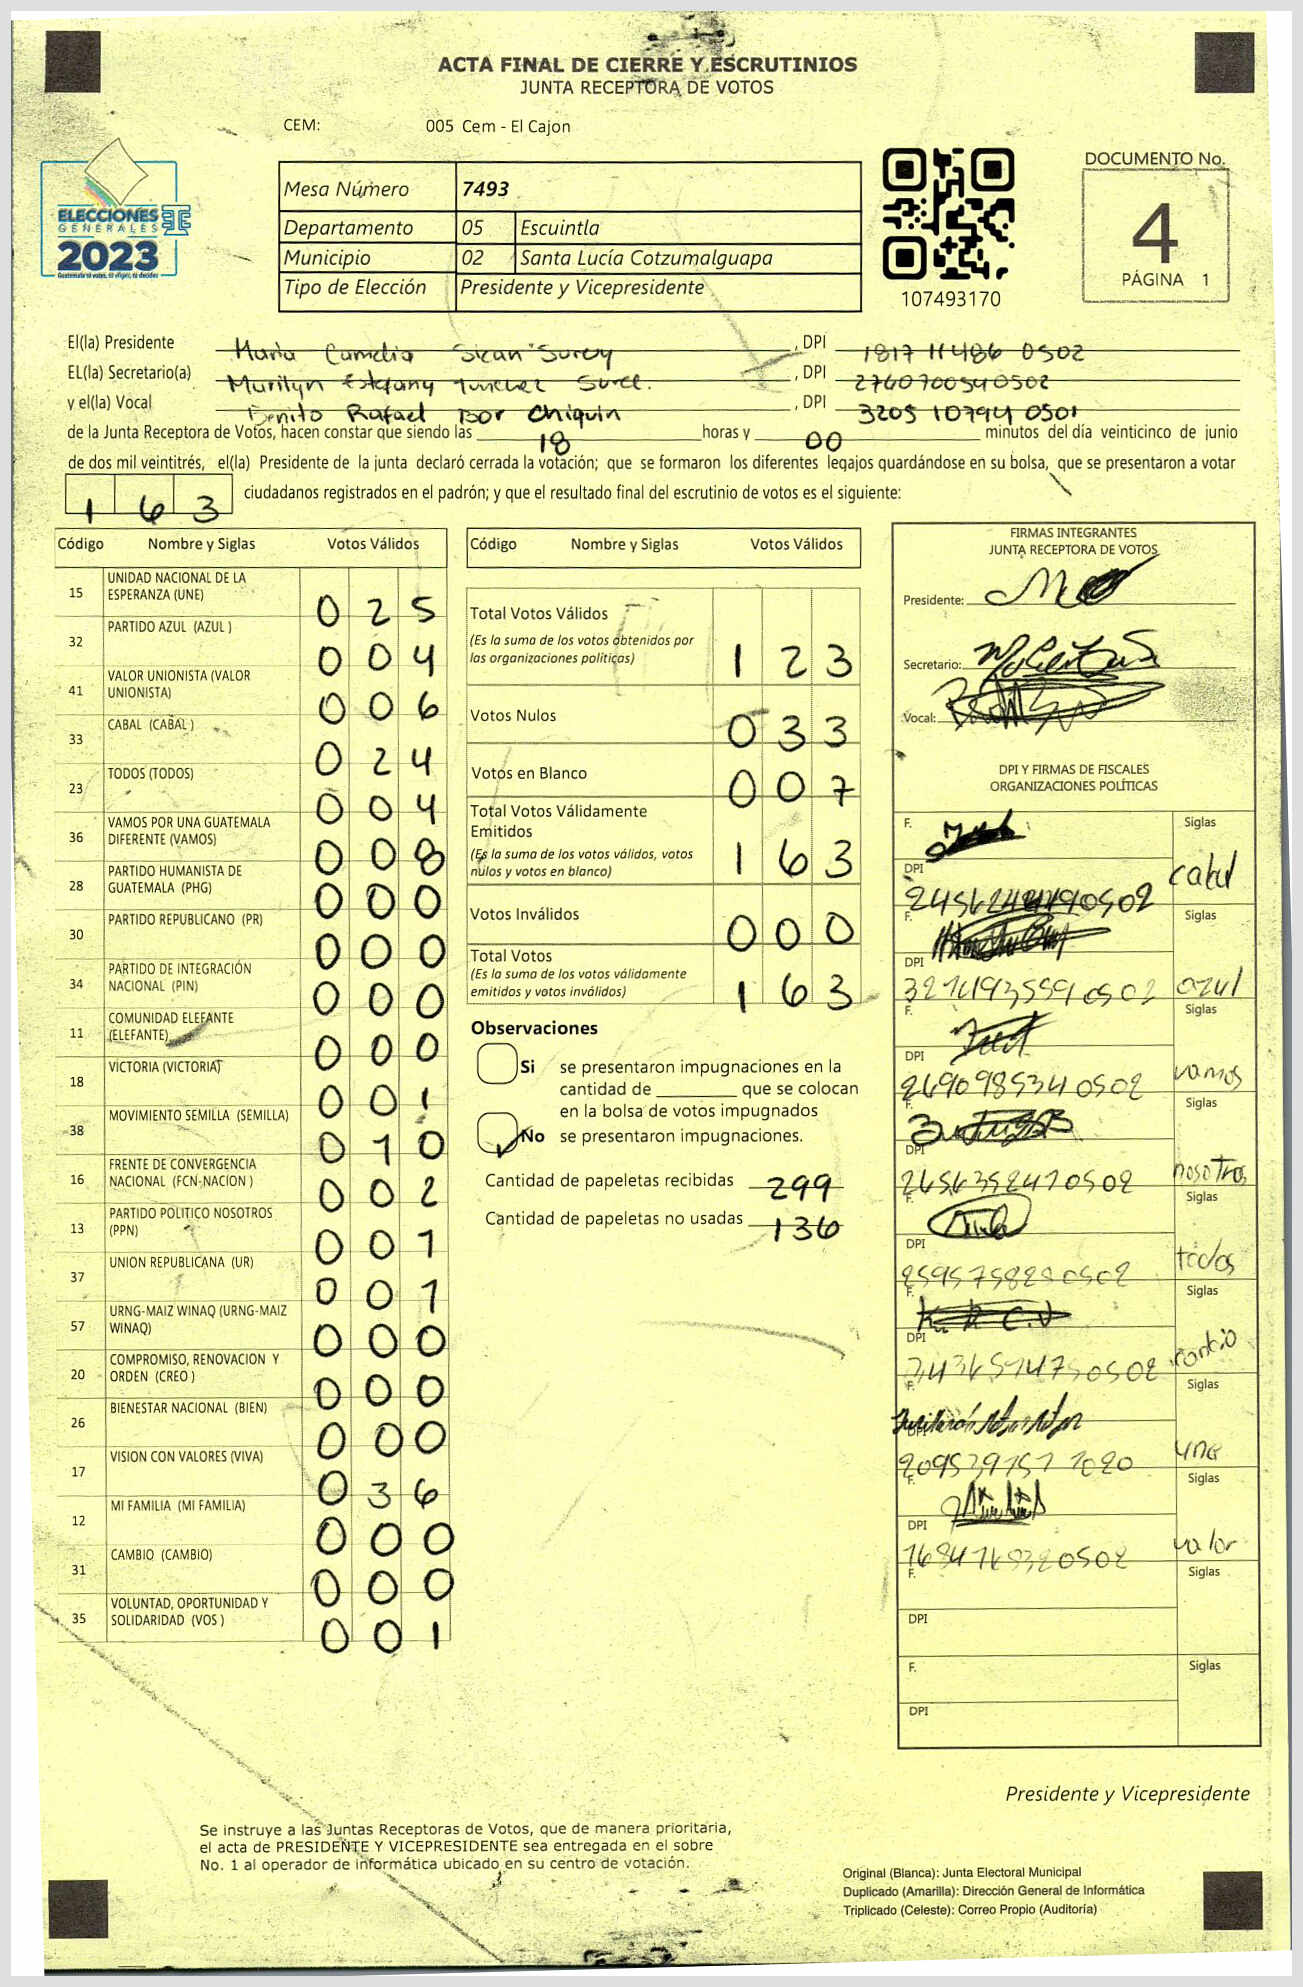 ACTA FINAL DE CIERRE Y ESCRUTINIOS
JUNTA RECEPTORA DE VOTOS
CEM: 005 Cem - El Cajon
ELECCIONES
GENERALES
2023
Guatemala tú votas, tú eliges, tú decides
Mesa Número 7493
Departamento 05 Escuintla
Municipio 02 Santa Lucía Cotzumalguapa
Tipo de Elección Presidente y Vicepresidente
107493170
DOCUMENTO No.
4
PÁGINA 1
El(la) Presidente Maria Camelia , DPI 1817 11486 0502
EL(la) Secretario(a) Marilyn Estefany , DPI 2760700540502
y el(la) Vocal Benito Rafael Bor Chiquin , DPI 3205 10794 0501
de la Junta Receptora de Votos, hacen constar que siendo las 18 horas y 00 minutos del día veinticinco de junio
de dos mil veintitrés, el(la) Presidente de la junta declaró cerrada la votación; que se formaron los diferentes legajos quardándose en su bolsa, que se presentaron a votar
1 6 3 ciudadanos registrados en el padrón; y que el resultado final del escrutinio de votos es el siguiente:
Código Nombre y Siglas Votos Válidos
15 UNIDAD NACIONAL DE LA ESPERANZA (UNE) 0 2 5
32 PARTIDO AZUL (AZUL ) 0 0 4
41 VALOR UNIONISTA (VALOR UNIONISTA) 0 0 6
33 CABAL (CABAL ) 0 2 4
23 TODOS (TODOS) 0 0 4
36 VAMOS POR UNA GUATEMALA DIFERENTE (VAMOS) 0 0 8
28 PARTIDO HUMANISTA DE GUATEMALA (PHG) 0 0 0
30 PARTIDO REPUBLICANO (PR) 0 0 0
34 PARTIDO DE INTEGRACIÓN NACIONAL (PIN) 0 0 0
11 COMUNIDAD ELEFANTE (ELEFANTE) 0 0 0
18 VICTORIA (VICTORIA) 0 0 1
38 MOVIMIENTO SEMILLA (SEMILLA) 0 1 0
16 FRENTE DE CONVERGENCIA NACIONAL (FCN-NACION ) 0 0 2
13 PARTIDO POLITICO NOSOTROS (PPN) 0 0 1
37 UNION REPUBLICANA (UR) 0 0 1
57 URNG-MAIZ WINAQ (URNG-MAIZ WINAQ) 0 0 0
20 COMPROMISO, RENOVACION Y ORDEN (CREO ) 0 0 0
26 BIENESTAR NACIONAL (BIEN) 0 0 0
17 VISION CON VALORES (VIVA) 0 3 6
12 MI FAMILIA (MI FAMILIA) 0 0 0
31 CAMBIO (CAMBIO) 0 0 0
35 VOLUNTAD, OPORTUNIDAD Y SOLIDARIDAD (VOS ) 0 0 1
Código Nombre y Siglas Votos Válidos
Total Votos Válidos
(Es la suma de los votos obtenidos por
las organizaciones políticas) 1 2 3
Votos Nulos 0 3 3
Votos en Blanco 0 0 7
Total Votos Válidamente
Emitidos
(Es la suma de los votos válidos, votos
nulos y votos en blanco) 1 6 3
Votos Inválidos 0 0 0
Total Votos
(Es la suma de los votos válidamente
emitidos y votos inválidos) 1 6 3
Observaciones
Si se presentaron impugnaciones en la
cantidad de ________ que se colocan
en la bolsa de votos impugnados
No se presentaron impugnaciones.
Cantidad de papeletas recibidas 299
Cantidad de papeletas no usadas 136
FIRMAS INTEGRANTES
JUNTA RECEPTORA DE VOTOS
Presidente:
Secretario:
Vocal:
DPI Y FIRMAS DE FISCALES
ORGANIZACIONES POLÍTICAS
F. Siglas
DPI cabal
F. Siglas
DPI azul
F. Siglas
DPI 2690985340502 vamos
F. Siglas
DPI 2656352470502 nosotros
F. Siglas
DPI todos
F. Siglas
DPI
F. Siglas
DPI une
F. Siglas
DPI valor
F. Siglas
DPI
F. Siglas
DPI
Presidente y Vicepresidente
Se instruye a las Juntas Receptoras de Votos, que de manera prioritaria,
el acta de PRESIDENTE Y VICEPRESIDENTE sea entregada en el sobre
No. 1 al operador de informática ubicado en su centro de votación.
Original (Blanca): Junta Electoral Municipal
Duplicado (Amarilla): Dirección General de Informática
Triplicado (Celeste): Correo Propio (Auditoría)